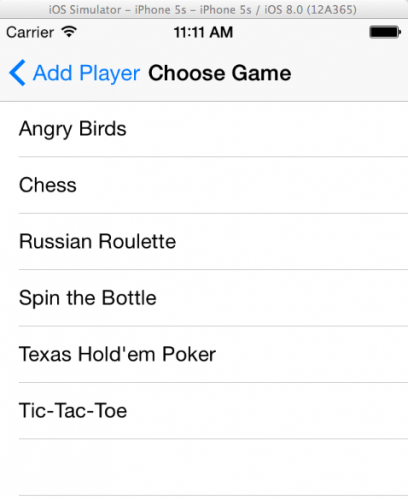 iOS Simulator – iPhone 5s – iPhone 5s / iOS 8.0 (12A365)
Carrier 11:11 AM
Add Player Choose Game
Angry Birds
Chess
Russian Roulette
Spin the Bottle
Texas Hold'em Poker
Tic-Tac-Toe